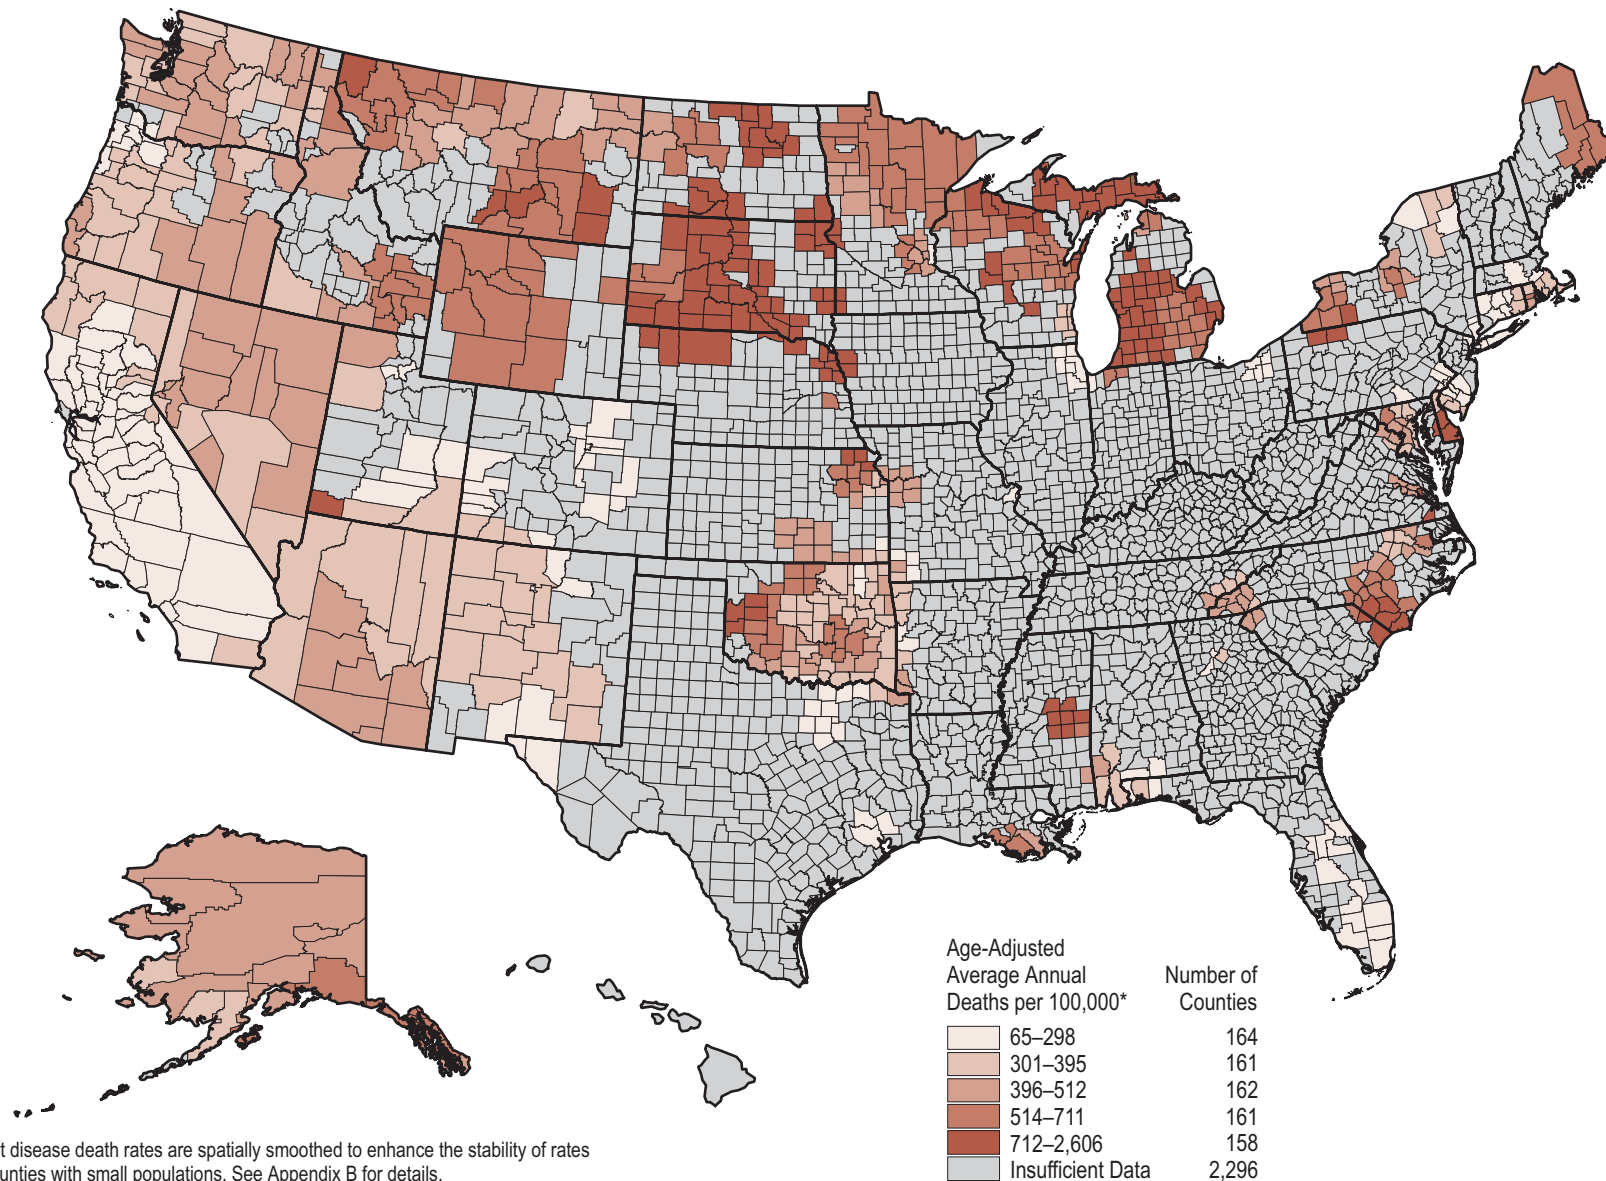 Age-Adjusted
Average Annual Number of
Deaths per 100,000* Counties
65–298 164
301–395 161
396–512 162
514–711 161
712–2,606 158
Insufficient Data 2,296
t disease death rates are spatially smoothed to enhance the stability of rates
ounties with small populations. See Appendix B for details.